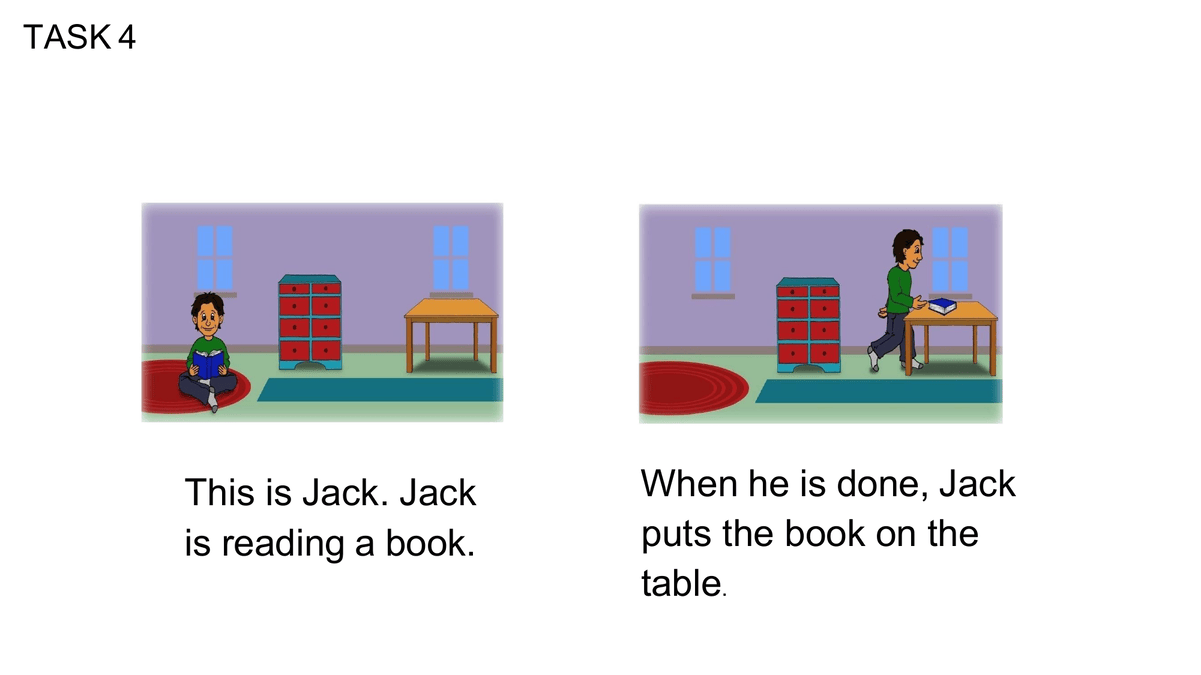 TASK 4
This is Jack. Jack
is reading a book.
When he is done, Jack
puts the book on the
table.